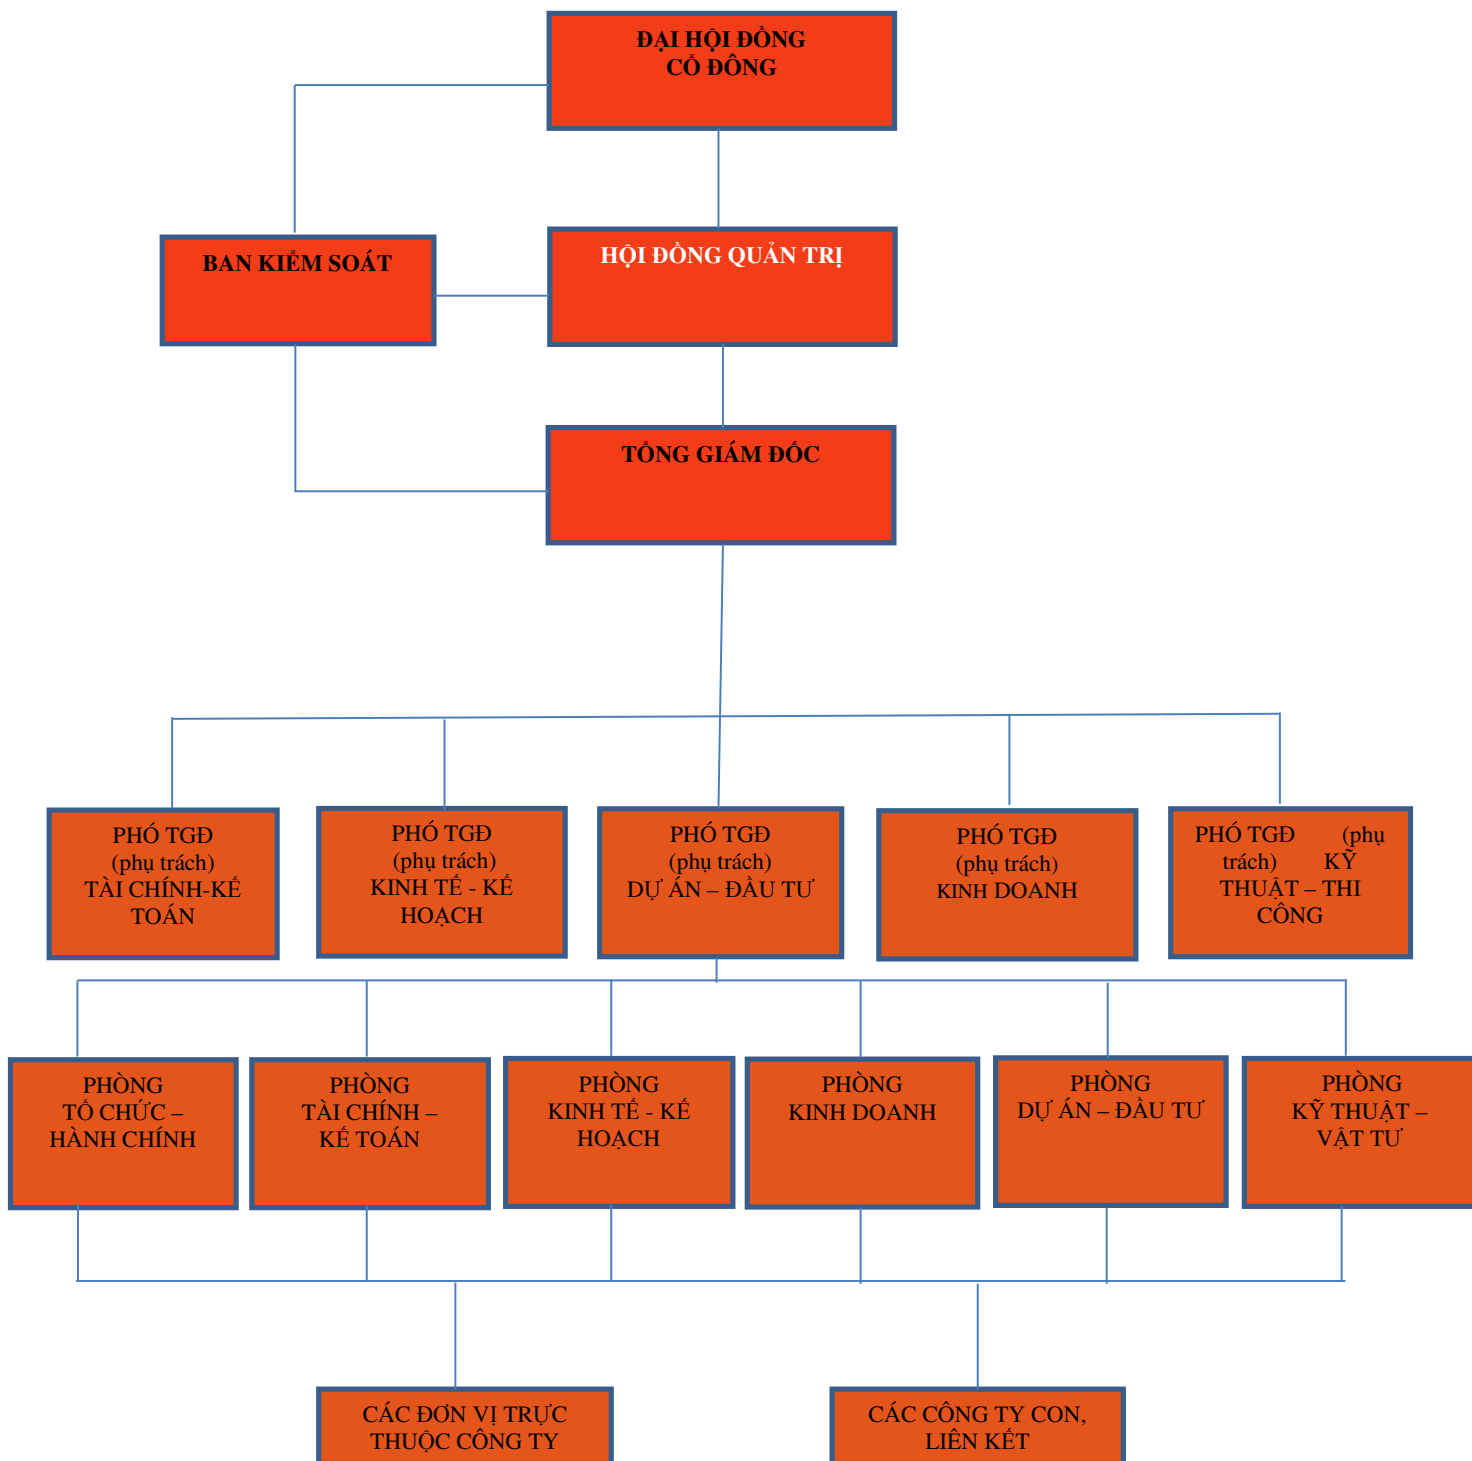 ĐẠI HỘI ĐỒNG
CỔ ĐÔNG
BAN KIỂM SOÁT
HỘI ĐỒNG QUẢN TRỊ
TỔNG GIÁM ĐỐC
PHÓ TGĐ
(phụ trách)
TÀI CHÍNH-KẾ
TOÁN
PHÓ TGĐ
(phụ trách)
KINH TẾ - KẾ
HOẠCH
PHÓ TGĐ
(phụ trách)
DỰ ÁN – ĐẦU TƯ
PHÓ TGĐ
(phụ trách)
KINH DOANH
PHÓ TGĐ (phụ
trách) KỸ
THUẬT – THI
CÔNG
PHÒNG
TỔ CHỨC –
HÀNH CHÍNH
PHÒNG
TÀI CHÍNH –
KẾ TOÁN
PHÒNG
KINH TẾ - KẾ
HOẠCH
PHÒNG
KINH DOANH
PHÒNG
DỰ ÁN – ĐẦU TƯ
PHÒNG
KỸ THUẬT –
VẬT TƯ
CÁC ĐƠN VỊ TRỰC
THUỘC CÔNG TY
CÁC CÔNG TY CON,
LIÊN KẾT